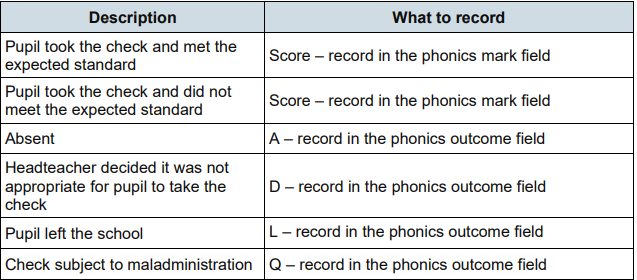 Description What to record
Pupil took the check and met the
expected standard
Score – record in the phonics mark field
Pupil took the check and did not
meet the expected standard
Score – record in the phonics mark field
Absent
A – record in the phonics outcome field
Headteacher decided it was not
appropriate for pupil to take the
check
D – record in the phonics outcome field
Pupil left the school
L – record in the phonics outcome field
Check subject to maladministration
Q – record in the phonics outcome field